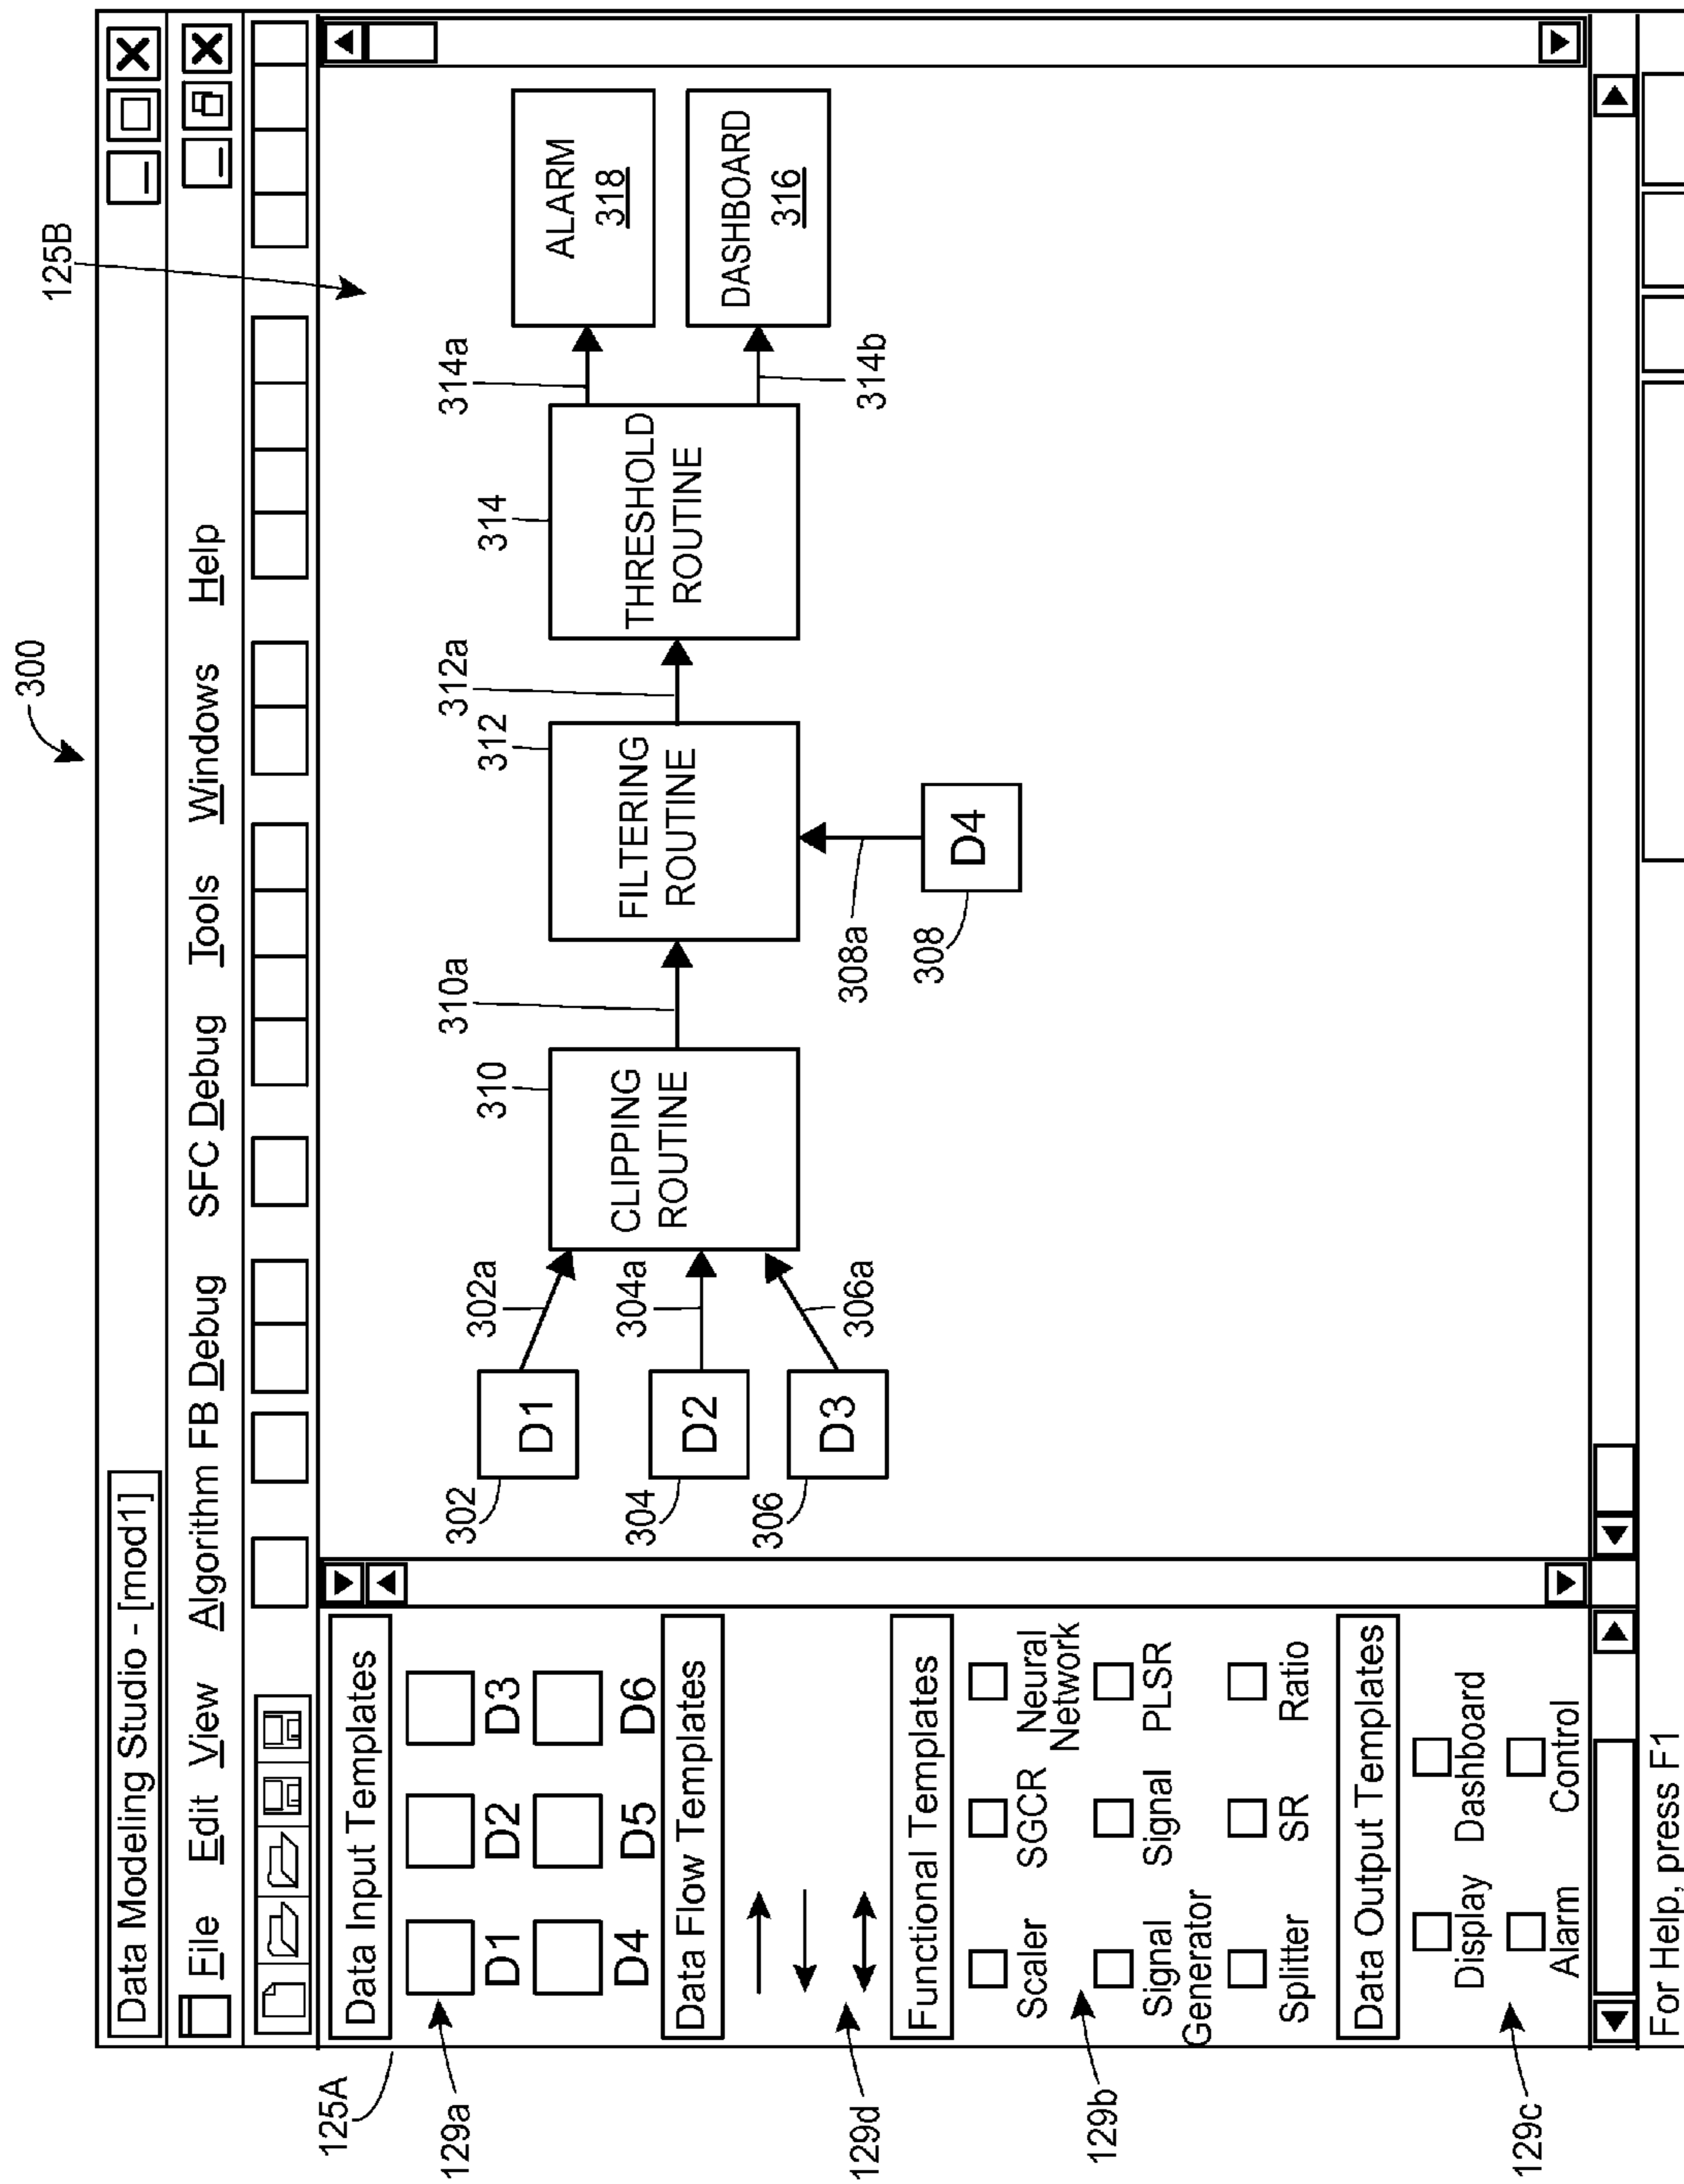 300
Data Modeling Studio - [mod1]
File Edit View Algorithm FB Debug SFC Debug Tools Windows Help
125B
125A
Data Input Templates
D1 D2 D3
D4 D5 D6
129a
Data Flow Templates
129d
Functional Templates
Scaler SGCR Neural
Network
Signal
Generator
Signal PLSR
Splitter SR Ratio
129b
Data Output Templates
Display Dashboard
Alarm Control
129c
For Help, press F1
302
D1
302a
304
D2
304a
306
D3
306a
310
CLIPPING
ROUTINE
310a
312
FILTERING
ROUTINE
312a
308
D4
308a
314
THRESHOLD
ROUTINE
314a
314b
ALARM
318
DASHBOARD
316